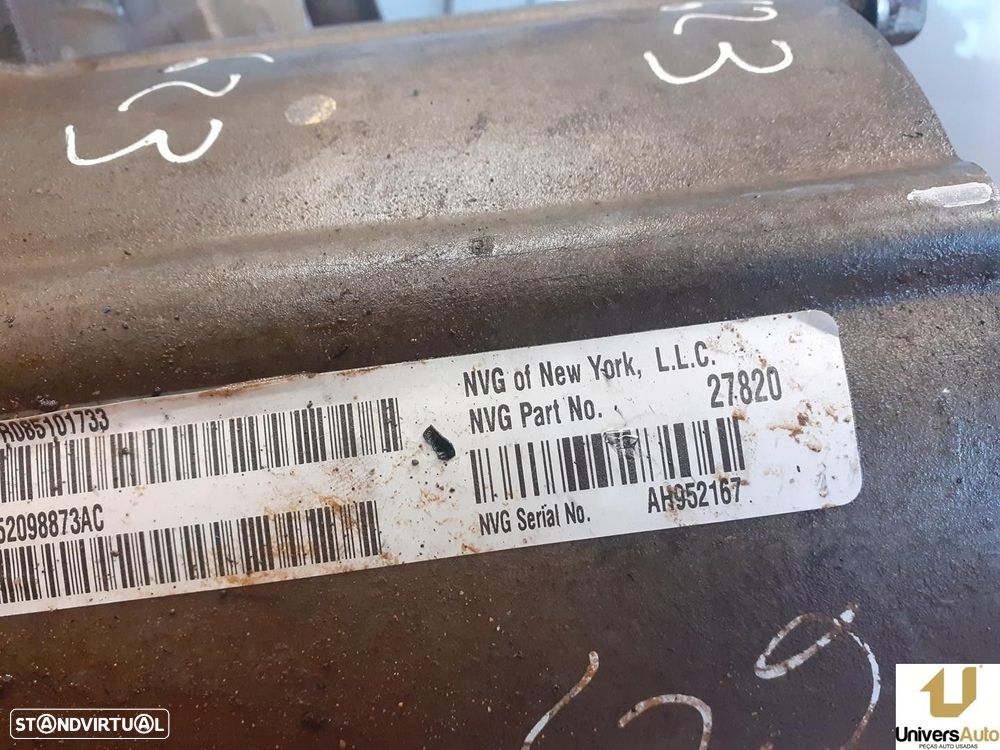 23
NVG of New York, L.L.C.
NVG Part No. 27820
R085101733
NVG Serial No. AH952167
52098873AC
STANDVIRTUAL
UniversAuto
PEÇAS AUTO USADAS